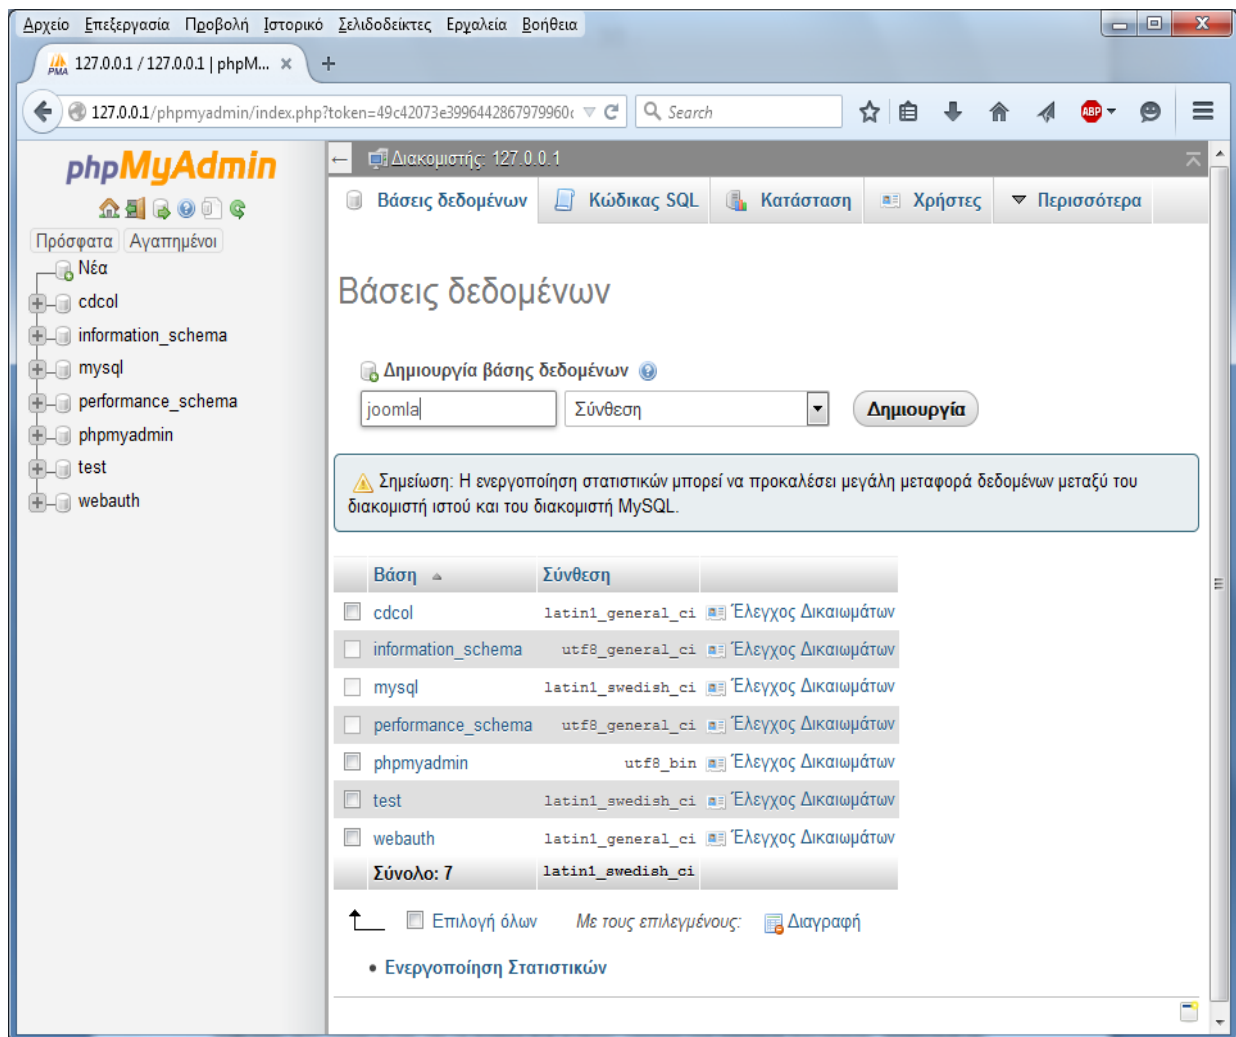 Αρχείο Επεξεργασία Προβολή Ιστορικό Σελιδοδείκτες Εργαλεία Βοήθεια
127.0.0.1 / 127.0.0.1 | phpM...
127.0.0.1/phpmyadmin/index.php?token=49c42073e3996442867979960c
Search
ABP
phpMyAdmin
Πρόσφατα Αγαπημένοι
Νέα
cdcol
information_schema
mysql
performance_schema
phpmyadmin
test
webauth
Διακομιστής: 127.0.0.1
Βάσεις δεδομένων Κώδικας SQL Κατάσταση Χρήστες Περισσότερα
Βάσεις δεδομένων
Δημιουργία βάσης δεδομένων
joomla Σύνθεση Δημιουργία
Σημείωση: Η ενεργοποίηση στατιστικών μπορεί να προκαλέσει μεγάλη μεταφορά δεδομένων μεταξύ του
διακομιστή ιστού και του διακομιστή MySQL.
Βάση Σύνθεση
cdcol latin1_general_ci Έλεγχος Δικαιωμάτων
information_schema utf8_general_ci Έλεγχος Δικαιωμάτων
mysql latin1_swedish_ci Έλεγχος Δικαιωμάτων
performance_schema utf8_general_ci Έλεγχος Δικαιωμάτων
phpmyadmin utf8_bin Έλεγχος Δικαιωμάτων
test latin1_swedish_ci Έλεγχος Δικαιωμάτων
webauth latin1_general_ci Έλεγχος Δικαιωμάτων
Σύνολο: 7 latin1_swedish_ci
Επιλογή όλων Με τους επιλεγμένους: Διαγραφή
Ενεργοποίηση Στατιστικών